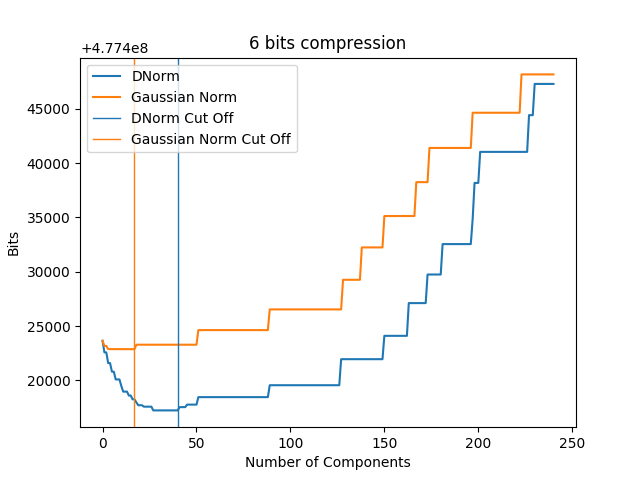 6 bits compression
+4.774e8
DNorm
Gaussian Norm
DNorm Cut Off
Gaussian Norm Cut Off
45000
40000
35000
30000
25000
20000
Bits
0 50 100 150 200 250
Number of Components